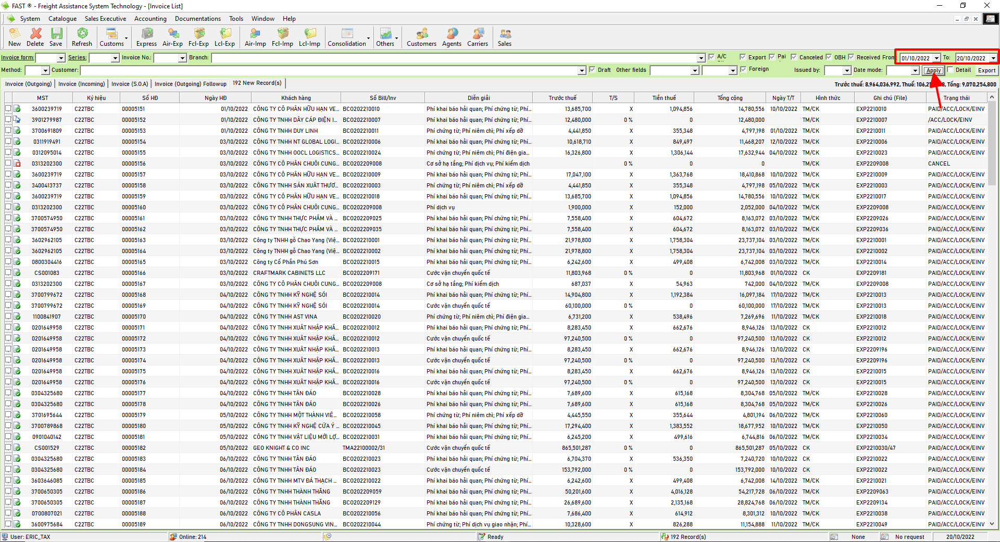 FAST ® - Freight Assistance System Technology - [Invoice List]
System Catalogue Sales Executive Accounting Documentations Tools Window Help
New Delete Save Refresh Customs Express Air-Exp Fcl-Exp Lcl-Exp Air-Imp Fcl-Imp Lcl-Imp Consolidation Others Customers Agents Carriers Sales
Invoice form: Series: Invoice No.: Branch: A/C Export Pai Canceled OBH Received From: 01/10/2022 To: 20/10/2022
Method: Customer: Draft Other fields Foreign Issued by: Date mode: Apply Detail Export
Invoice (Outgoing) Invoice (Incoming) Invoice (S.O.A) Invoice (Outgoing) Followup 192 New Record(s) Trước thuế: 8,964,036,992, Thuế: Tổng: 9,070,254,800
MST Ký hiệu Số HĐ Ngày HĐ Khách hàng Số Bill/Inv Diễn giải Trước thuế T/S Tiền thuế Tổng cộng Ngày T/T Hình thức Ghi chú (File) Trạng thái
3600239719 C22TBC 00005151 01/10/2022 CÔNG TY CỔ PHẦN HỮU HẠN VE... BCO202210010 Phí khai báo hải quan; Phí chứng từ; Phí... 13,685,700 X 1,094,856 14,780,556 10/10/2022 TM/CK EXP2210010 PAID/ACC/LOCK/EINV
3901279987 C22TBC 00005152 01/10/2022 CÔNG TY TNHH DÂY CÁP ĐIỆN I... BCO202210007 Phí khai báo hải quan; Phí chứng từ; Phí... 12,480,000 0 % 0 12,480,000 TM/CK EXP2210007 /ACC/LOCK/EINV
3700691809 C22TBC 00005153 01/10/2022 CÔNG TY TNHH DUY LINH BCO202210011 Phí chứng từ; Phí niêm chì; Phí xếp dỡ 4,441,850 X 355,348 4,797,198 01/10/2022 TM/CK EXP2210011 PAID/ACC/LOCK/EINV
0311919491 C22TBC 00005154 03/10/2022 CÔNG TY TNHH NT GLOBAL LOGI... BCO202210006 Phí khai báo hải quan; Phí chứng từ; Phí... 10,618,710 X 849,497 11,468,207 12/10/2022 TM/CK EXP2210006 PAID/ACC/LOCK/EINV
0312095014 C22TBC 00005155 03/10/2022 CÔNG TY TNHH OOCL LOGISTICS... BCO202210024 Phí chứng từ; Phí niêm chì; Phí điện gia... 16,326,800 X 1,306,144 17,632,944 04/10/2022 TM/CK EXP2210023 PAID/ACC/LOCK/EINV
0313202300 C22TBC 00005156 03/10/2022 CÔNG TY CỔ PHẦN CHUỖI CUNG... BCO202209008 Cơ sở hạ tầng; Phí dịch vụ; Phí kiểm dịch 0 % 0 0 TM/CK EXP2209008 CANCEL
3600239719 C22TBC 00005157 03/10/2022 CÔNG TY CỔ PHẦN HỮU HẠN VE... BCO202210009 Phí khai báo hải quan; Phí chứng từ; Phí... 17,047,100 X 1,363,768 18,410,868 10/10/2022 TM/CK EXP2210009 PAID/ACC/LOCK/EINV
3400413737 C22TBC 00005158 03/10/2022 CÔNG TY TNHH SẢN XUẤT THƯƠ... BCO202210003 Phí chứng từ; Phí niêm chì; Phí xếp dỡ 4,441,850 X 355,348 4,797,198 05/10/2022 TM/CK EXP2210003 PAID/ACC/LOCK/EINV
3600239719 C22TBC 00005159 03/10/2022 CÔNG TY CỔ PHẦN HỮU HẠN VE... BCO202210018 Phí khai báo hải quan; Phí chứng từ; Phí... 13,685,700 X 1,094,856 14,780,556 10/10/2022 TM/CK EXP2210017 PAID/ACC/LOCK/EINV
0313202300 C22TBC 00005160 03/10/2022 CÔNG TY CỔ PHẦN CHUỖI CUNG... BCO202209008 Phí dịch vụ 1,900,000 X 152,000 2,052,000 04/10/2022 TM/CK EXP2209008 PAID/ACC/LOCK/EINV
3700574950 C22TBC 00005161 03/10/2022 CÔNG TY TNHH THỰC PHẨM VÀ ... BCO202209025 Phí khai báo hải quan; Phí chứng từ; Phí... 7,558,400 X 604,672 8,163,072 03/10/2022 TM/CK EXP2209026 PAID/ACC/LOCK/EINV
3700574950 C22TBC 00005162 03/10/2022 CÔNG TY TNHH THỰC PHẨM VÀ ... BCO202209035 Phí khai báo hải quan; Phí chứng từ; Phí... 7,558,400 X 604,672 8,163,072 03/10/2022 TM/CK EXP2209036 PAID/ACC/LOCK/EINV
3602962105 C22TBC 00005163 03/10/2022 Công ty TNHH gỗ Chao Yang (Việ... BCO202210001 Phí khai báo hải quan; Phí chứng từ; Phí... 21,978,800 X 1,758,304 23,737,104 03/10/2022 TM/CK EXP2210001 PAID/ACC/LOCK/EINV
3602962105 C22TBC 00005164 03/10/2022 Công ty TNHH gỗ Chao Yang (Việ... BCO202210002 Phí khai báo hải quan; Phí chứng từ; Phí... 21,978,800 X 1,758,304 23,737,104 03/10/2022 TM/CK EXP2210002 PAID/ACC/LOCK/EINV
0800304416 C22TBC 00005165 03/10/2022 Công ty Cổ Phần Phú Sơn BCO202210015 Phí khai báo hải quan; Phí chứng từ; Phí... 6,242,600 X 499,408 6,742,008 03/10/2022 TM/CK EXP2210014 PAID/ACC/LOCK/EINV
CS001083 C22TBC 00005166 03/10/2022 CRAFTMARK CABINETS LLC BCO202209171 Cước vận chuyển quốc tế 11,803,968 0 % 0 11,803,968 01/10/2022 CK EXP2209181 PAID/ACC/LOCK/EINV
0313202300 C22TBC 00005167 03/10/2022 CÔNG TY CỔ PHẦN CHUỖI CUNG... BCO202209008 Cơ sở hạ tầng; Phí kiểm dịch 687,037 X 54,963 742,000 04/10/2022 TM/CK EXP2209008 PAID/ACC/LOCK/EINV
3700799672 C22TBC 00005168 04/10/2022 CÔNG TY TNHH KỸ NGHỆ SÓI BCO202210014 Phí khai báo hải quan; Phí chứng từ; Phí... 14,904,800 X 1,192,384 16,097,184 17/10/2022 TM/CK EXP2210013 PAID/ACC/LOCK/EINV
3700799672 C22TBC 00005169 04/10/2022 CÔNG TY TNHH KỸ NGHỆ SÓI BCO202210014 Cước vận chuyển quốc tế 60,100,000 0 % 0 60,100,000 17/10/2022 TM/CK EXP2210013 PAID/ACC/LOCK/EINV
1100841907 C22TBC 00005170 04/10/2022 CÔNG TY TNHH AST VINA BCO202210020 Phí chứng từ; Phí niêm chì; Phí điện gia... 6,731,200 X 538,496 7,269,696 11/10/2022 TM/CK EXP2210018 PAID/ACC/LOCK/EINV
0201649958 C22TBC 00005171 04/10/2022 CÔNG TY TNHH XUẤT NHẬP KHẨ... BCO202210012 Phí khai báo hải quan; Phí chứng từ; Phí... 8,283,450 X 662,676 8,946,126 13/10/2022 CK EXP2210012 PAID/ACC/LOCK/EINV
0201649958 C22TBC 00005172 04/10/2022 CÔNG TY TNHH XUẤT NHẬP KHẨ... BCO202210012 Cước vận chuyển quốc tế 97,240,500 0 % 0 97,240,500 13/10/2022 CK EXP2210012 PAID/ACC/LOCK/EINV
0201649958 C22TBC 00005173 04/10/2022 CÔNG TY TNHH XUẤT NHẬP KHẨ... BCO202210013 Phí khai báo hải quan; Phí chứng từ; Phí... 8,283,450 X 662,676 8,946,126 13/10/2022 CK EXP2209196 PAID/ACC/LOCK/EINV
0201649958 C22TBC 00005174 04/10/2022 CÔNG TY TNHH XUẤT NHẬP KHẨ... BCO202210013 Cước vận chuyển quốc tế 97,240,500 0 % 0 97,240,500 13/10/2022 CK EXP2209196 PAID/ACC/LOCK/EINV
0201649958 C22TBC 00005175 04/10/2022 CÔNG TY TNHH XUẤT NHẬP KHẨ... BCO202210016 Phí khai báo hải quan; Phí chứng từ; Phí... 8,283,450 X 662,676 8,946,126 13/10/2022 CK EXP2210015 PAID/ACC/LOCK/EINV
0201649958 C22TBC 00005176 04/10/2022 CÔNG TY TNHH XUẤT NHẬP KHẨ... BCO202210016 Cước vận chuyển quốc tế 97,240,500 0 % 0 97,240,500 13/10/2022 CK EXP2210015 PAID/ACC/LOCK/EINV
0304325680 C22TBC 00005177 04/10/2022 CÔNG TY TNHH TÂN ĐẢO BCO202210028 Phí khai báo hải quan; Phí chứng từ; Phí... 7,689,600 X 615,168 8,304,768 05/10/2022 TM/CK EXP2210028 PAID/ACC/LOCK/EINV
0304325680 C22TBC 00005178 04/10/2022 CÔNG TY TNHH TÂN ĐẢO BCO202210026 Phí khai báo hải quan; Phí chứng từ; Phí... 7,689,600 X 615,168 8,304,768 05/10/2022 TM/CK EXP2210026 PAID/ACC/LOCK/EINV
3701695644 C22TBC 00005179 05/10/2022 CÔNG TY TNHH MỘT THÀNH VIÊ... BCO202210058 Phí chứng từ; Phí niêm chì; Phí xếp dỡ 4,445,550 X 355,644 4,801,194 06/10/2022 TM/CK EXP2210060 PAID/ACC/LOCK/EINV
3700789868 C22TBC 00005180 05/10/2022 CÔNG TY TNHH KỸ NGHỆ CỬA Ý ... BCO202210045 Phí khai báo hải quan; Phí chứng từ; Phí... 17,294,400 X 1,383,552 18,677,952 10/10/2022 TM/CK EXP2210050 PAID/ACC/LOCK/EINV
0901040142 C22TBC 00005181 05/10/2022 CÔNG TY TNHH VẬT LIỆU MỚI LỢ... BCO202210031 Phí khai báo hải quan; Phí chứng từ; Phí... 6,245,200 X 499,616 6,744,816 06/10/2022 TM/CK EXP2210034 PAID/ACC/LOCK/EINV
CS001529 C22TBC 00005182 05/10/2022 GEO KNIGHT & CO INC TMA22100002/31 Cước vận chuyển quốc tế 865,501,287 0 % 0 865,501,287 05/10/2022 CK EXP2210030/47 PAID/ACC/LOCK/EINV
0304325680 C22TBC 00005183 06/10/2022 CÔNG TY TNHH TÂN ĐẢO BCO202210023 Phí khai báo hải quan; Phí chứng từ; Phí... 6,704,370 X 536,350 7,240,720 10/10/2022 CK EXP2210022 PAID/ACC/LOCK/EINV
0304325680 C22TBC 00005184 06/10/2022 CÔNG TY TNHH TÂN ĐẢO BCO202210023 Cước vận chuyển quốc tế 153,792,000 0 % 0 153,792,000 10/10/2022 CK EXP2210022 PAID/ACC/LOCK/EINV
3603646085 C22TBC 00005185 06/10/2022 CÔNG TY TNHH MTV ĐÁ THẠCH ... BCO202210022 Phí khai báo hải quan; Phí chứng từ; Phí... 6,242,600 X 499,408 6,742,008 14/10/2022 TM/CK EXP2210021 PAID/ACC/LOCK/EINV
3700650305 C22TBC 00005186 06/10/2022 CÔNG TY TNHH THÀNH THẮNG BCO202209059 Phí khai báo hải quan; Phí chứng từ; Phí... 50,201,600 X 4,016,128 54,217,728 06/10/2022 TM/CK EXP2209063 PAID/ACC/LOCK/EINV
3700650305 C22TBC 00005187 06/10/2022 CÔNG TY TNHH THÀNH THẮNG BCO202209129 Phí khai báo hải quan; Phí chứng từ; Phí... 26,689,600 X 2,135,168 28,824,768 06/10/2022 TM/CK EXP2209134 PAID/ACC/LOCK/EINV
0700807021 C22TBC 00005188 06/10/2022 CÔNG TY CỔ PHẦN CASLA BCO202210056 Phí khai báo hải quan; Phí chứng từ; Phí... 7,686,400 X 614,912 8,301,312 06/10/2022 TM/CK EXP2210038 PAID/ACC/LOCK/EINV
3600975684 C22TBC 00005189 06/10/2022 CÔNG TY TNHH DONGSUNG VIN... BCO202210044 Phí chứng từ; Phí dịch vụ giao nhận; Phí... 10,328,600 X 826,288 11,154,888 11/10/2022 TM/CK EXP2210049 PAID/ACC/LOCK/EINV
User: ERIC_TAX Online: 214 Ready 192 Record(s) None No request 20/10/2022